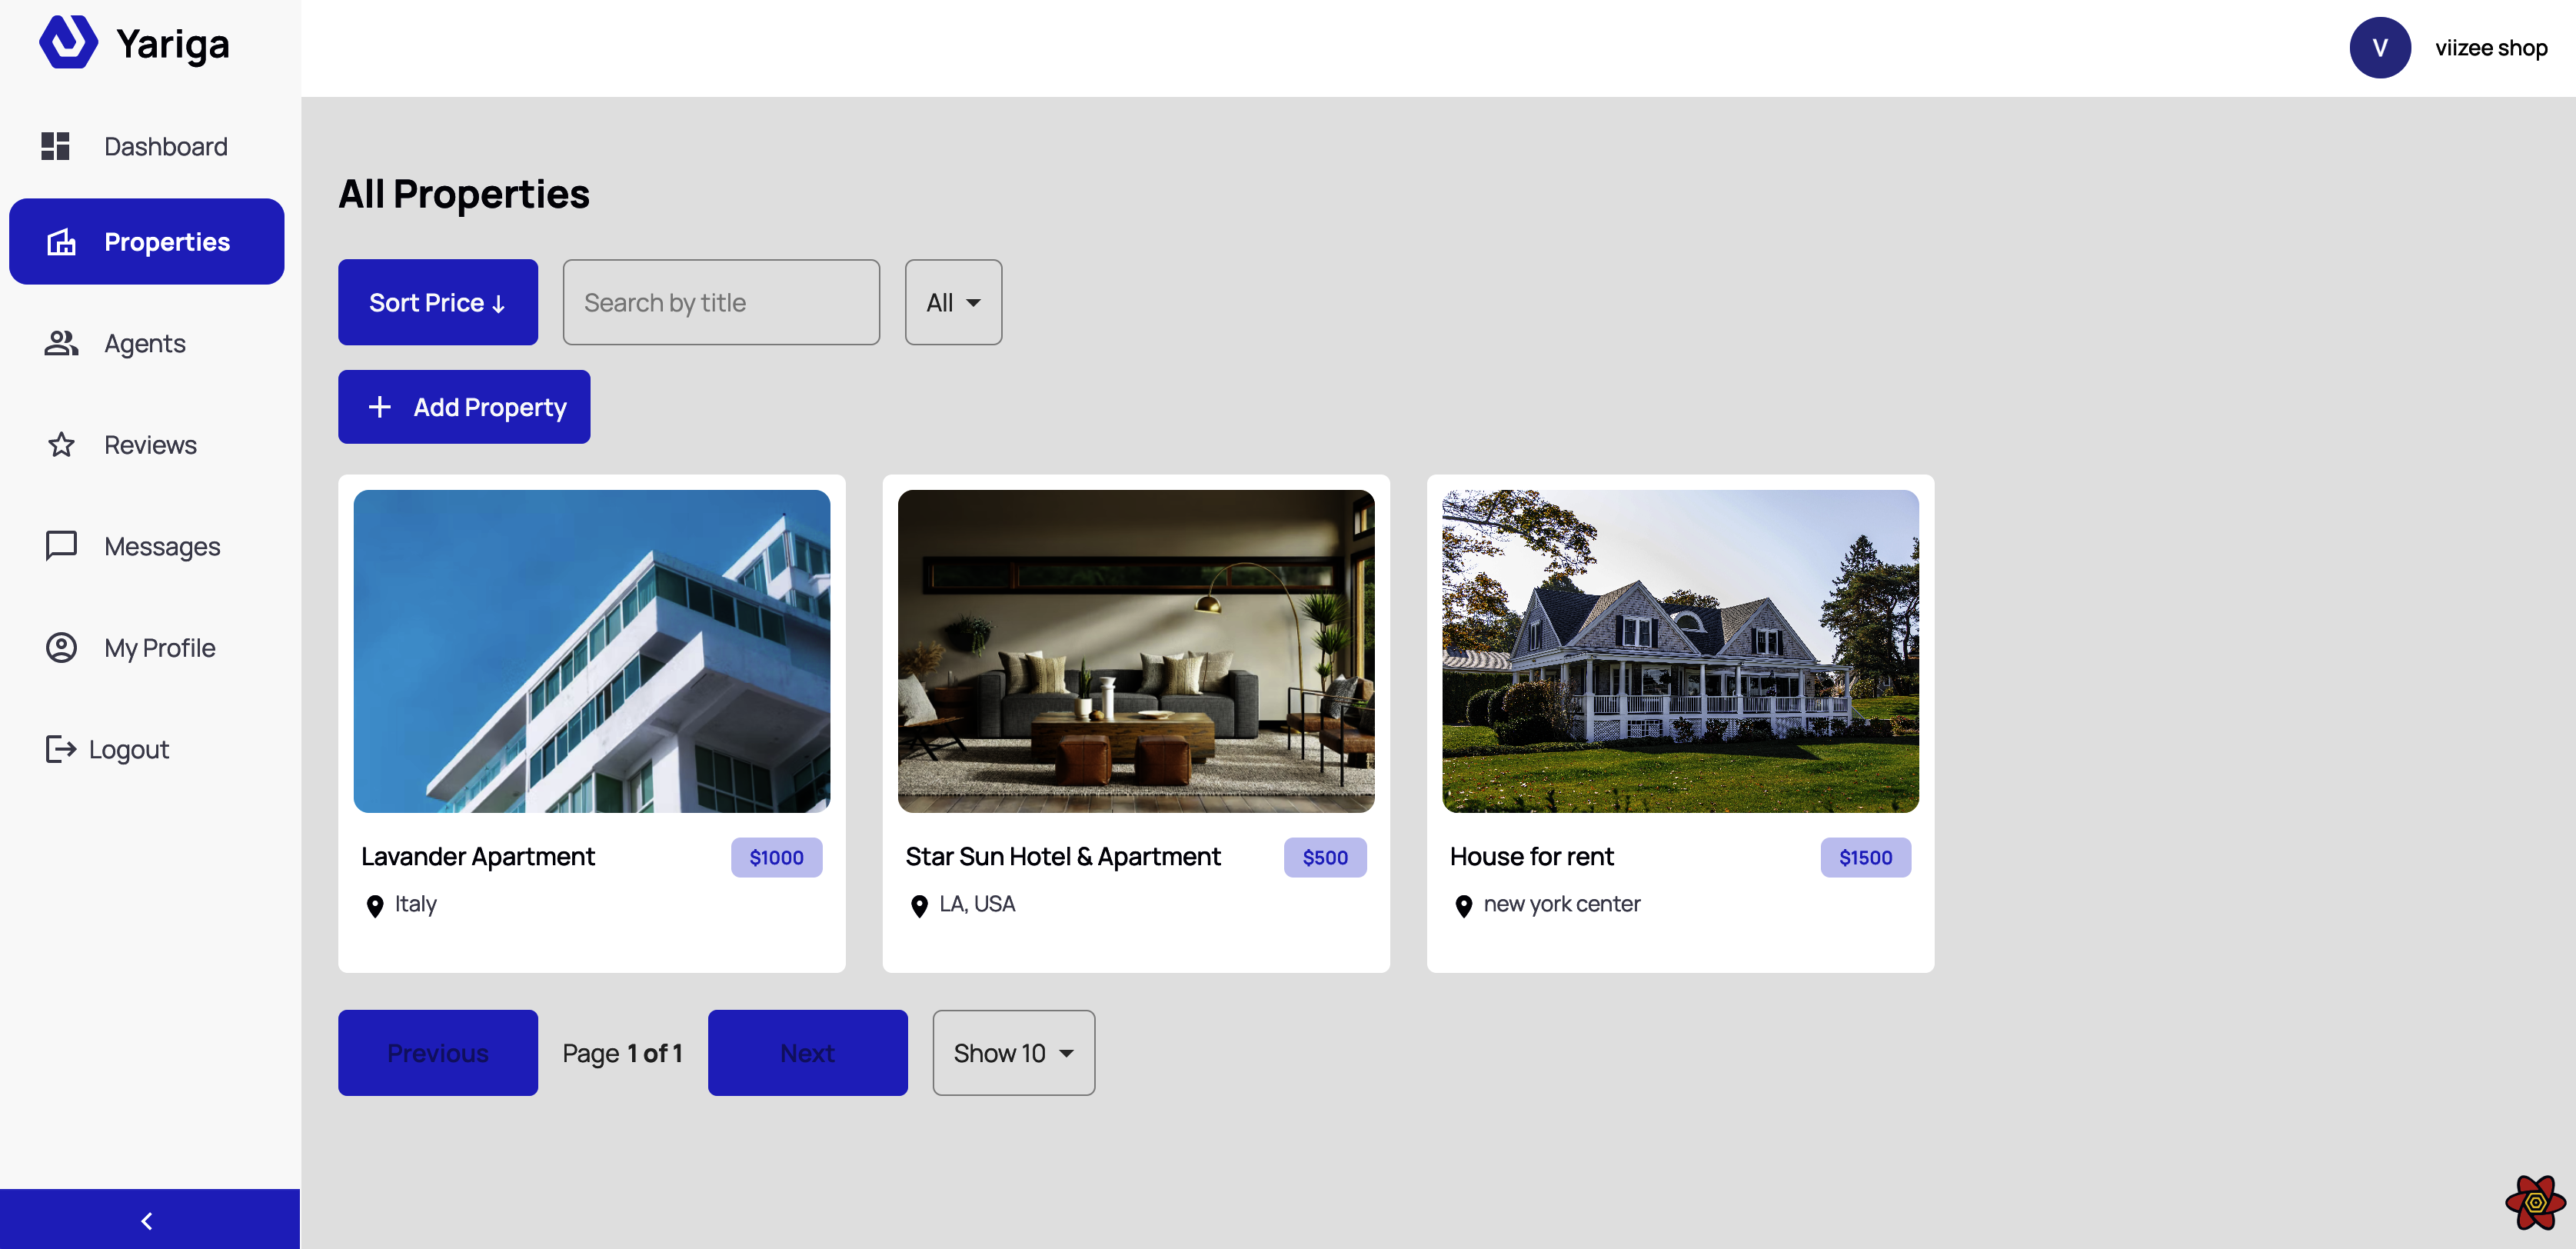 Yariga
V viizee shop
Dashboard
Properties
Agents
Reviews
Messages
My Profile
Logout
All Properties
Sort Price ↓ Search by title All
+ Add Property
Lavander Apartment $1000
Italy
Star Sun Hotel & Apartment $500
LA, USA
House for rent $1500
new york center
Previous Page 1 of 1 Next Show 10